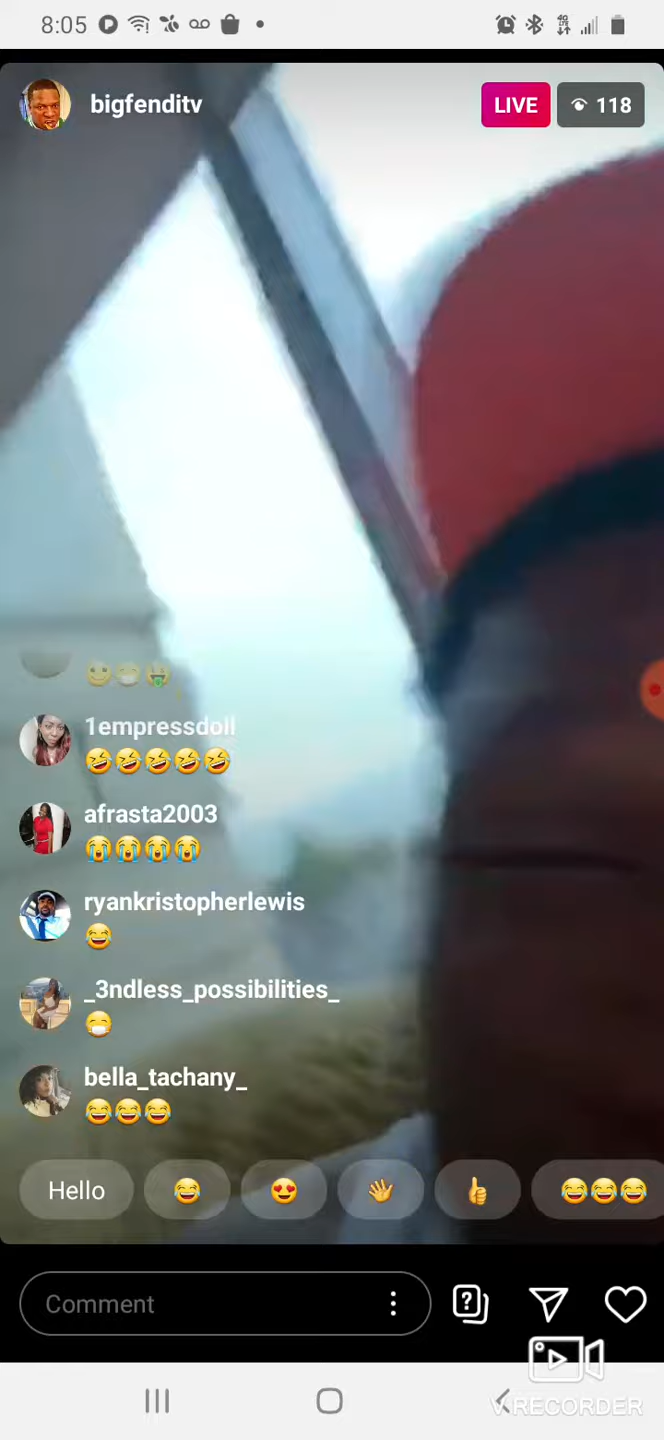 8:05
bigfenditv
LIVE
118
1empressdoll
🤣🤣🤣🤣🤣
afrasta2003
😭😭😭😭
ryankristopherlewis
😂
_3ndless_possibilities_
😷
bella_tachany_
😂😂😂
Hello 😂 😍 👋 👍 😂😂😂
Comment
V.RECORDER